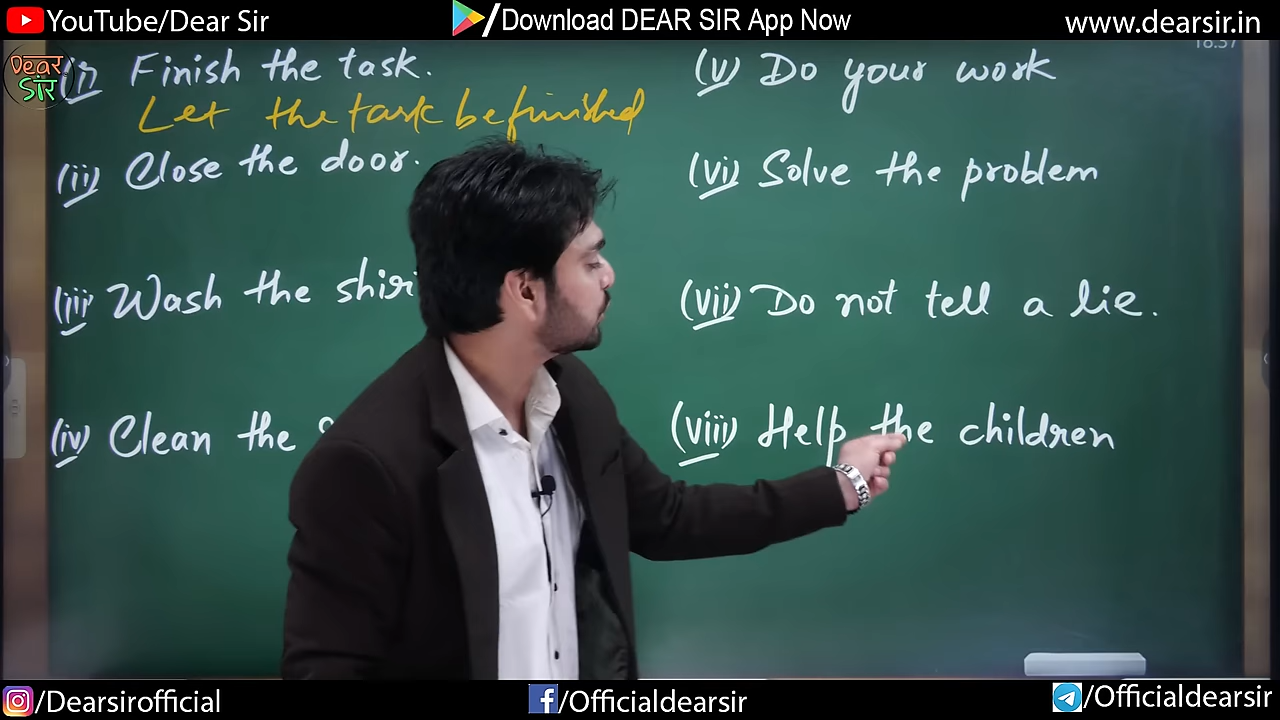 YouTube/Dear Sir
/Download DEAR SIR App Now
www.dearsir.in
Dear
Sir
Finish the task.
Let the task be finished
(ii) Close the door.
(iii) Wash the
(iv) Clean the
(v) Do your work
(vi) Solve the problem
(vii) Do not tell a lie.
(viii) Help the children
/Dearsirofficial
/Officialdearsir
/Officialdearsir